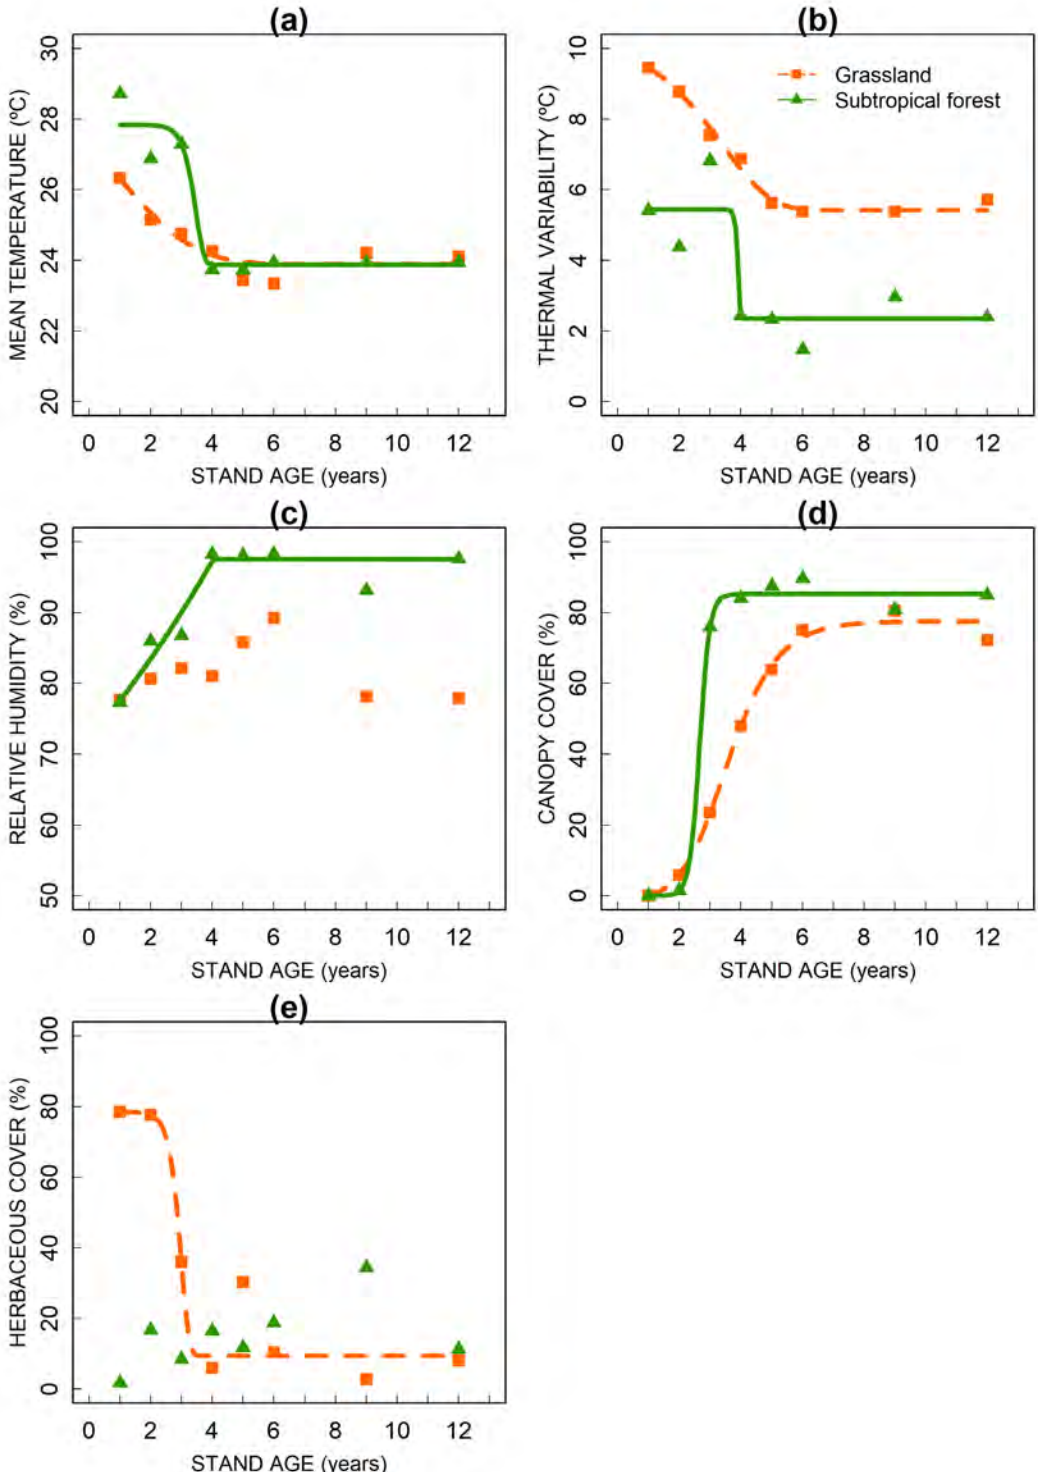 (a)
30
28
26
24
22
20
MEAN TEMPERATURE (ºC)
0 2 4 6 8 10 12
STAND AGE (years)
(b)
10
8
6
4
2
0
THERMAL VARIABILITY (ºC)
Grassland
Subtropical forest
0 2 4 6 8 10 12
STAND AGE (years)
(c)
100
90
80
70
60
50
RELATIVE HUMIDITY (%)
0 2 4 6 8 10 12
STAND AGE (years)
(d)
100
80
60
40
20
0
CANOPY COVER (%)
0 2 4 6 8 10 12
STAND AGE (years)
(e)
100
80
60
40
20
0
HERBACEOUS COVER (%)
0 2 4 6 8 10 12
STAND AGE (years)